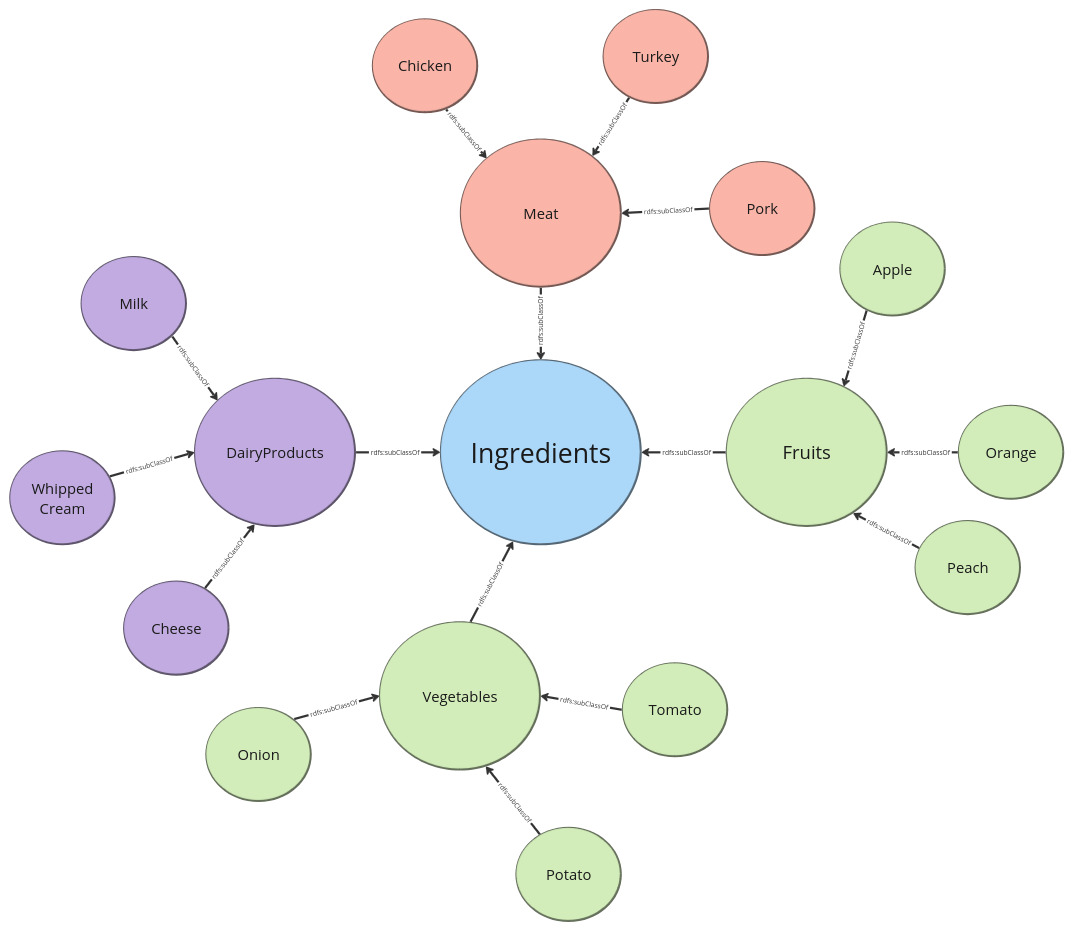 Chicken
Turkey
rdfs:subClassOf
rdfs:subClassOf
Meat
rdfs:subClassOf
Pork
Apple
rdfs:subClassOf
Milk
rdfs:subClassOf
rdfs:subClassOf
DairyProducts
rdfs:subClassOf
Ingredients
rdfs:subClassOf
Fruits
rdfs:subClassOf
Orange
rdfs:subClassOf
Whipped
Cream
rdfs:subClassOf
Peach
rdfs:subClassOf
Cheese
rdfs:subClassOf
Vegetables
rdfs:subClassOf
Tomato
rdfs:subClassOf
Onion
rdfs:subClassOf
Potato